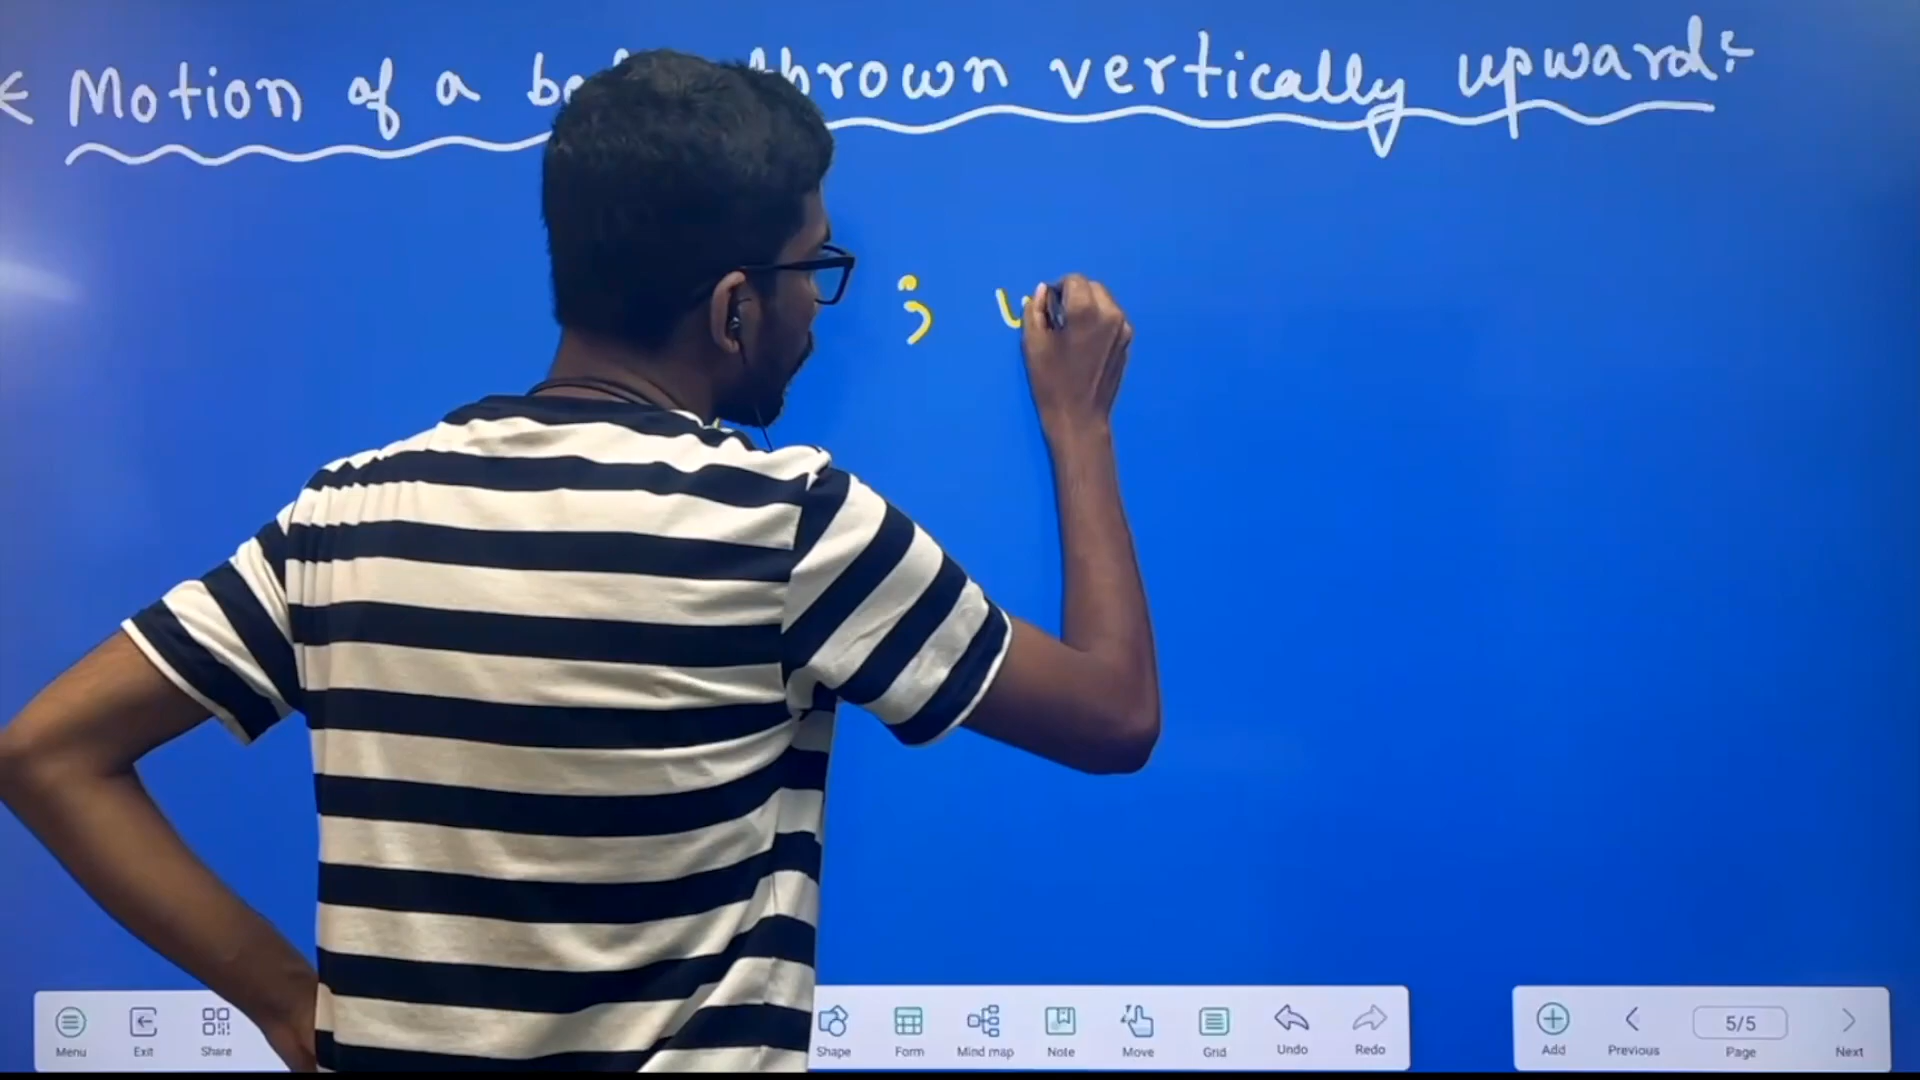 Motion of a thrown vertically upward:
;
Menu Exit Share Shape Form Mind map Note Move Grid Undo Redo Add Previous 5/5 Page Next